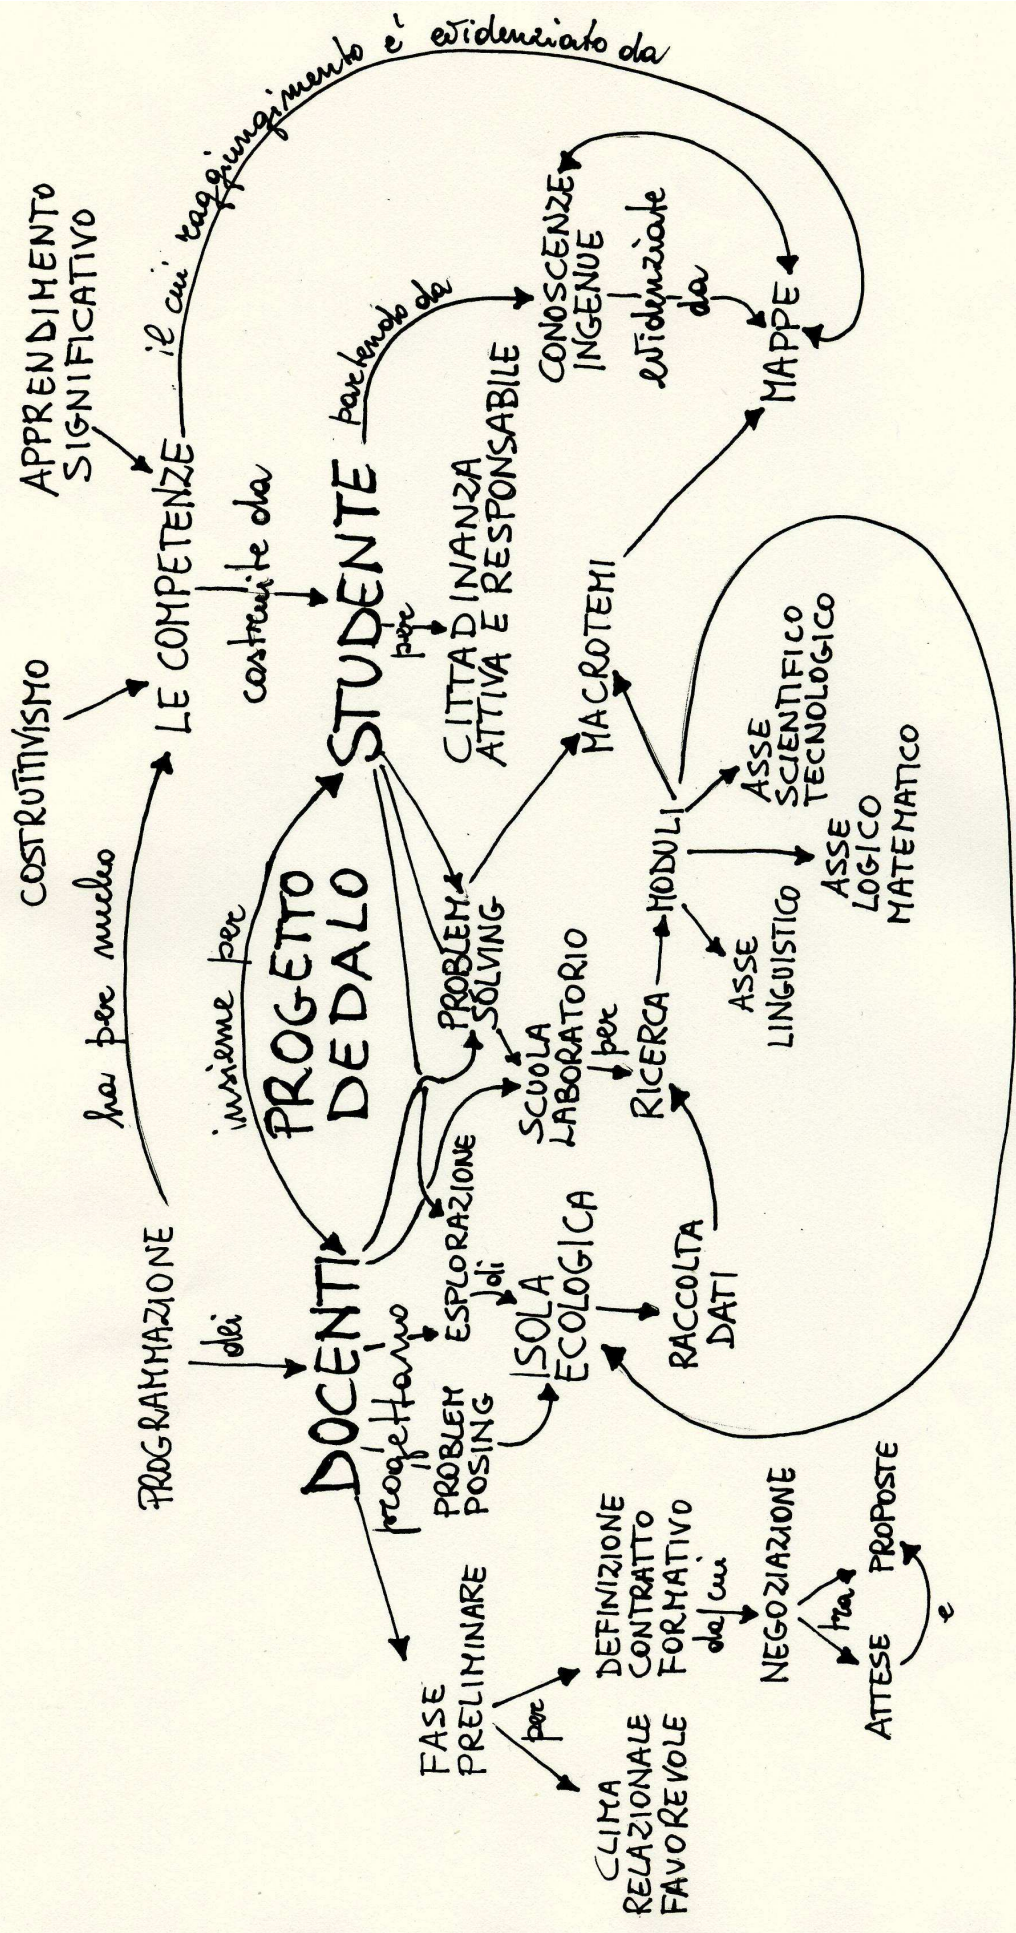 COSTRUTTIVISMO
APPRENDIMENTO
SIGNIFICATIVO
ha per nucleo
PROGRAMMAZIONE
LE COMPETENZE
il cui raggiungimento è evidenziato da
dei
insieme per
costruite da
PROGETTO
DEDALO
DOCENTI
STUDENTE
partendo da
progettano
per
FASE
PRELIMINARE
PROBLEM
POSING
ESPLORAZIONE
di
PROBLEM
SOLVING
CITTADINANZA
ATTIVA E RESPONSABILE
CONOSCENZE
INGENUE
evidenziate
da
per
ISOLA
ECOLOGICA
SCUOLA
LABORATORIO
per
MACROTEMI
MAPPE
CLIMA
RELAZIONALE
FAVOREVOLE
DEFINIZIONE
CONTRATTO
FORMATIVO
da cui
RACCOLTA
DATI
RICERCA
MODULI
NEGOZIAZIONE
tra
ASSE
LINGUISTICO
ASSE
LOGICO
MATEMATICO
ASSE
SCIENTIFICO
TECNOLOGICO
ATTESE
PROPOSTE
e